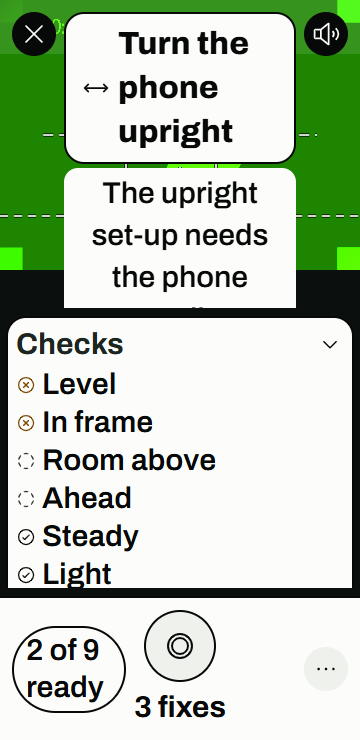 Turn the
phone
upright
The upright
set-up needs
the phone
Checks
Level
In frame
Room above
Ahead
Steady
Light
2 of 9
ready
3 fixes